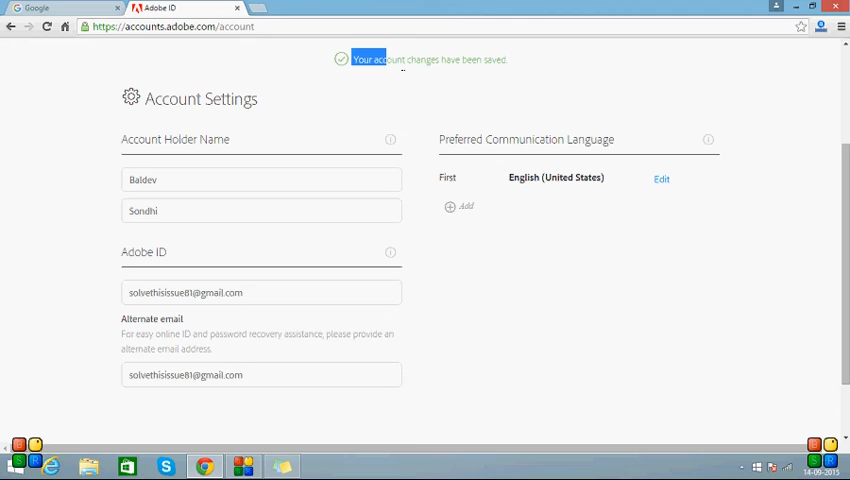 Google
Adobe ID
https://accounts.adobe.com/account
Your account changes have been saved.
Account Settings
Account Holder Name
Preferred Communication Language
Baldev
First English (United States) Edit
Sondhi
Add
Adobe ID
solvethisissue81@gmail.com
Alternate email
For easy online ID and password recovery assistance, please provide an
alternate email address.
solvethisissue81@gmail.com
14-09-2015